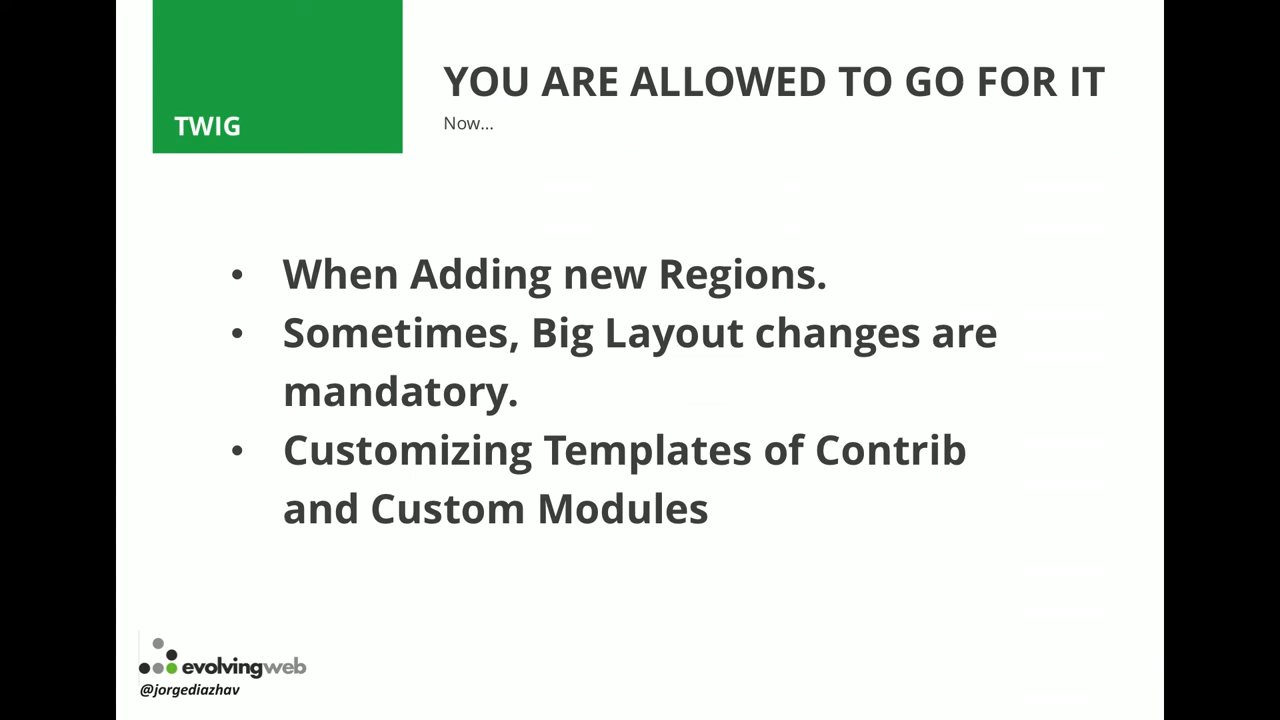 TWIG
YOU ARE ALLOWED TO GO FOR IT
Now...
• When Adding new Regions.
• Sometimes, Big Layout changes are
mandatory.
• Customizing Templates of Contrib
and Custom Modules
evolvingweb
@jorgediazhav